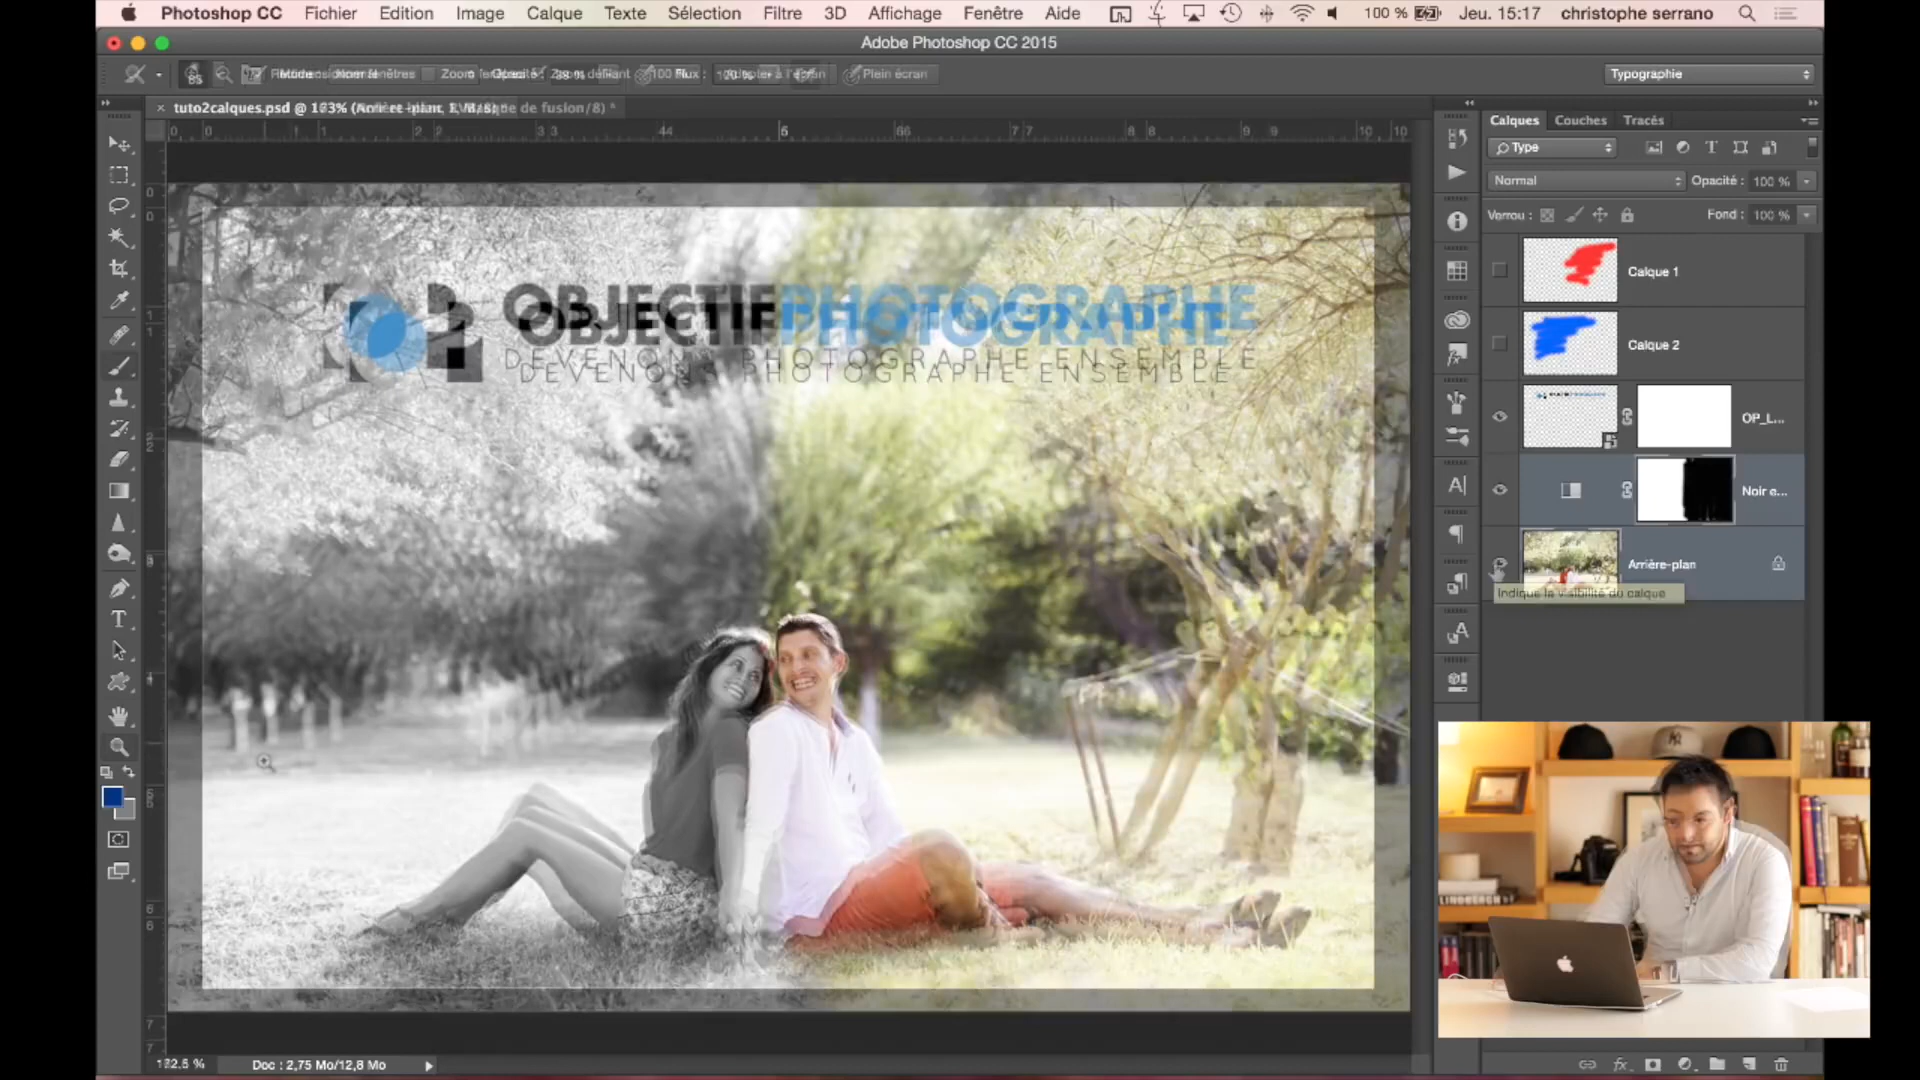 Photoshop CC Fichier Edition Image Calque Texte Sélection Filtre 3D Affichage Fenêtre Aide 100 % Jeu. 15:17 christophe serrano
Adobe Photoshop CC 2015
Typographie
Plein écran
tuto2calques.psd @
Calques Couches Tracés
Type
Normal Opacité : 100 %
Verrou : Fond : 100 %
Calque 1
Calque 2
OP_L...
Noir e...
Arrière-plan
Indique la visibilité du calque
OBJECTIFPHOTOGRAPHE
DEVENONS PHOTOGRAPHE ENSEMBLE
Doc : 2,75 Mo/12,8 Mo